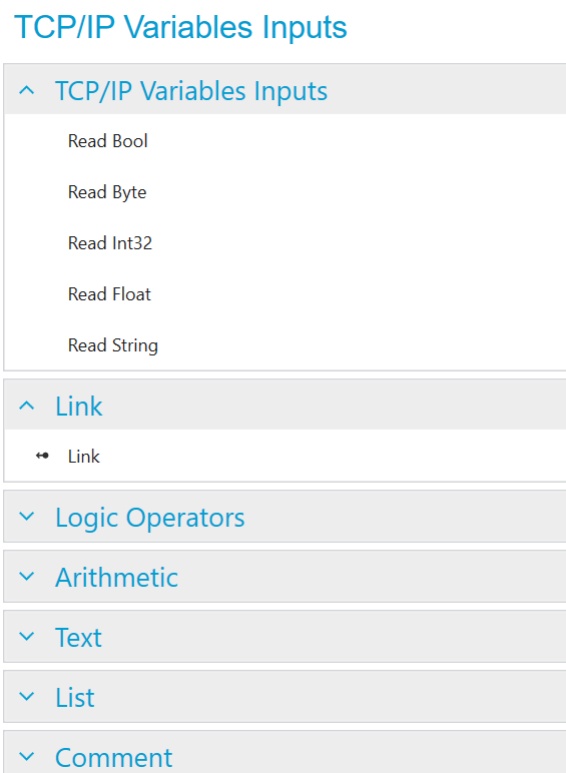 TCP/IP Variables Inputs
TCP/IP Variables Inputs
Read Bool
Read Byte
Read Int32
Read Float
Read String
Link
Link
Logic Operators
Arithmetic
Text
List
Comment